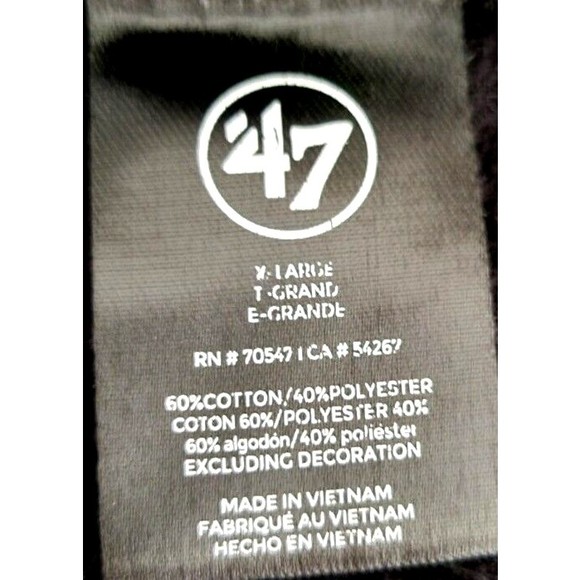 '47
X-LARGE
T-GRAND
E-GRANDE
RN # 70547 | CA # 54267
60%COTTON/40%POLYESTER
COTON 60%/POLYESTER 40%
60% algodón/40% poliéster
EXCLUDING DECORATION
MADE IN VIETNAM
FABRIQUÉ AU VIETNAM
HECHO EN VIETNAM